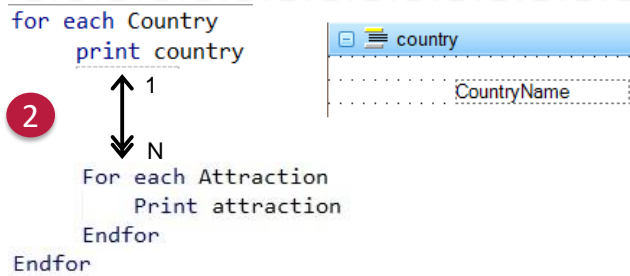 for each Country
print country
country
CountryName
1
2
N
For each Attraction
Print attraction
Endfor
Endfor